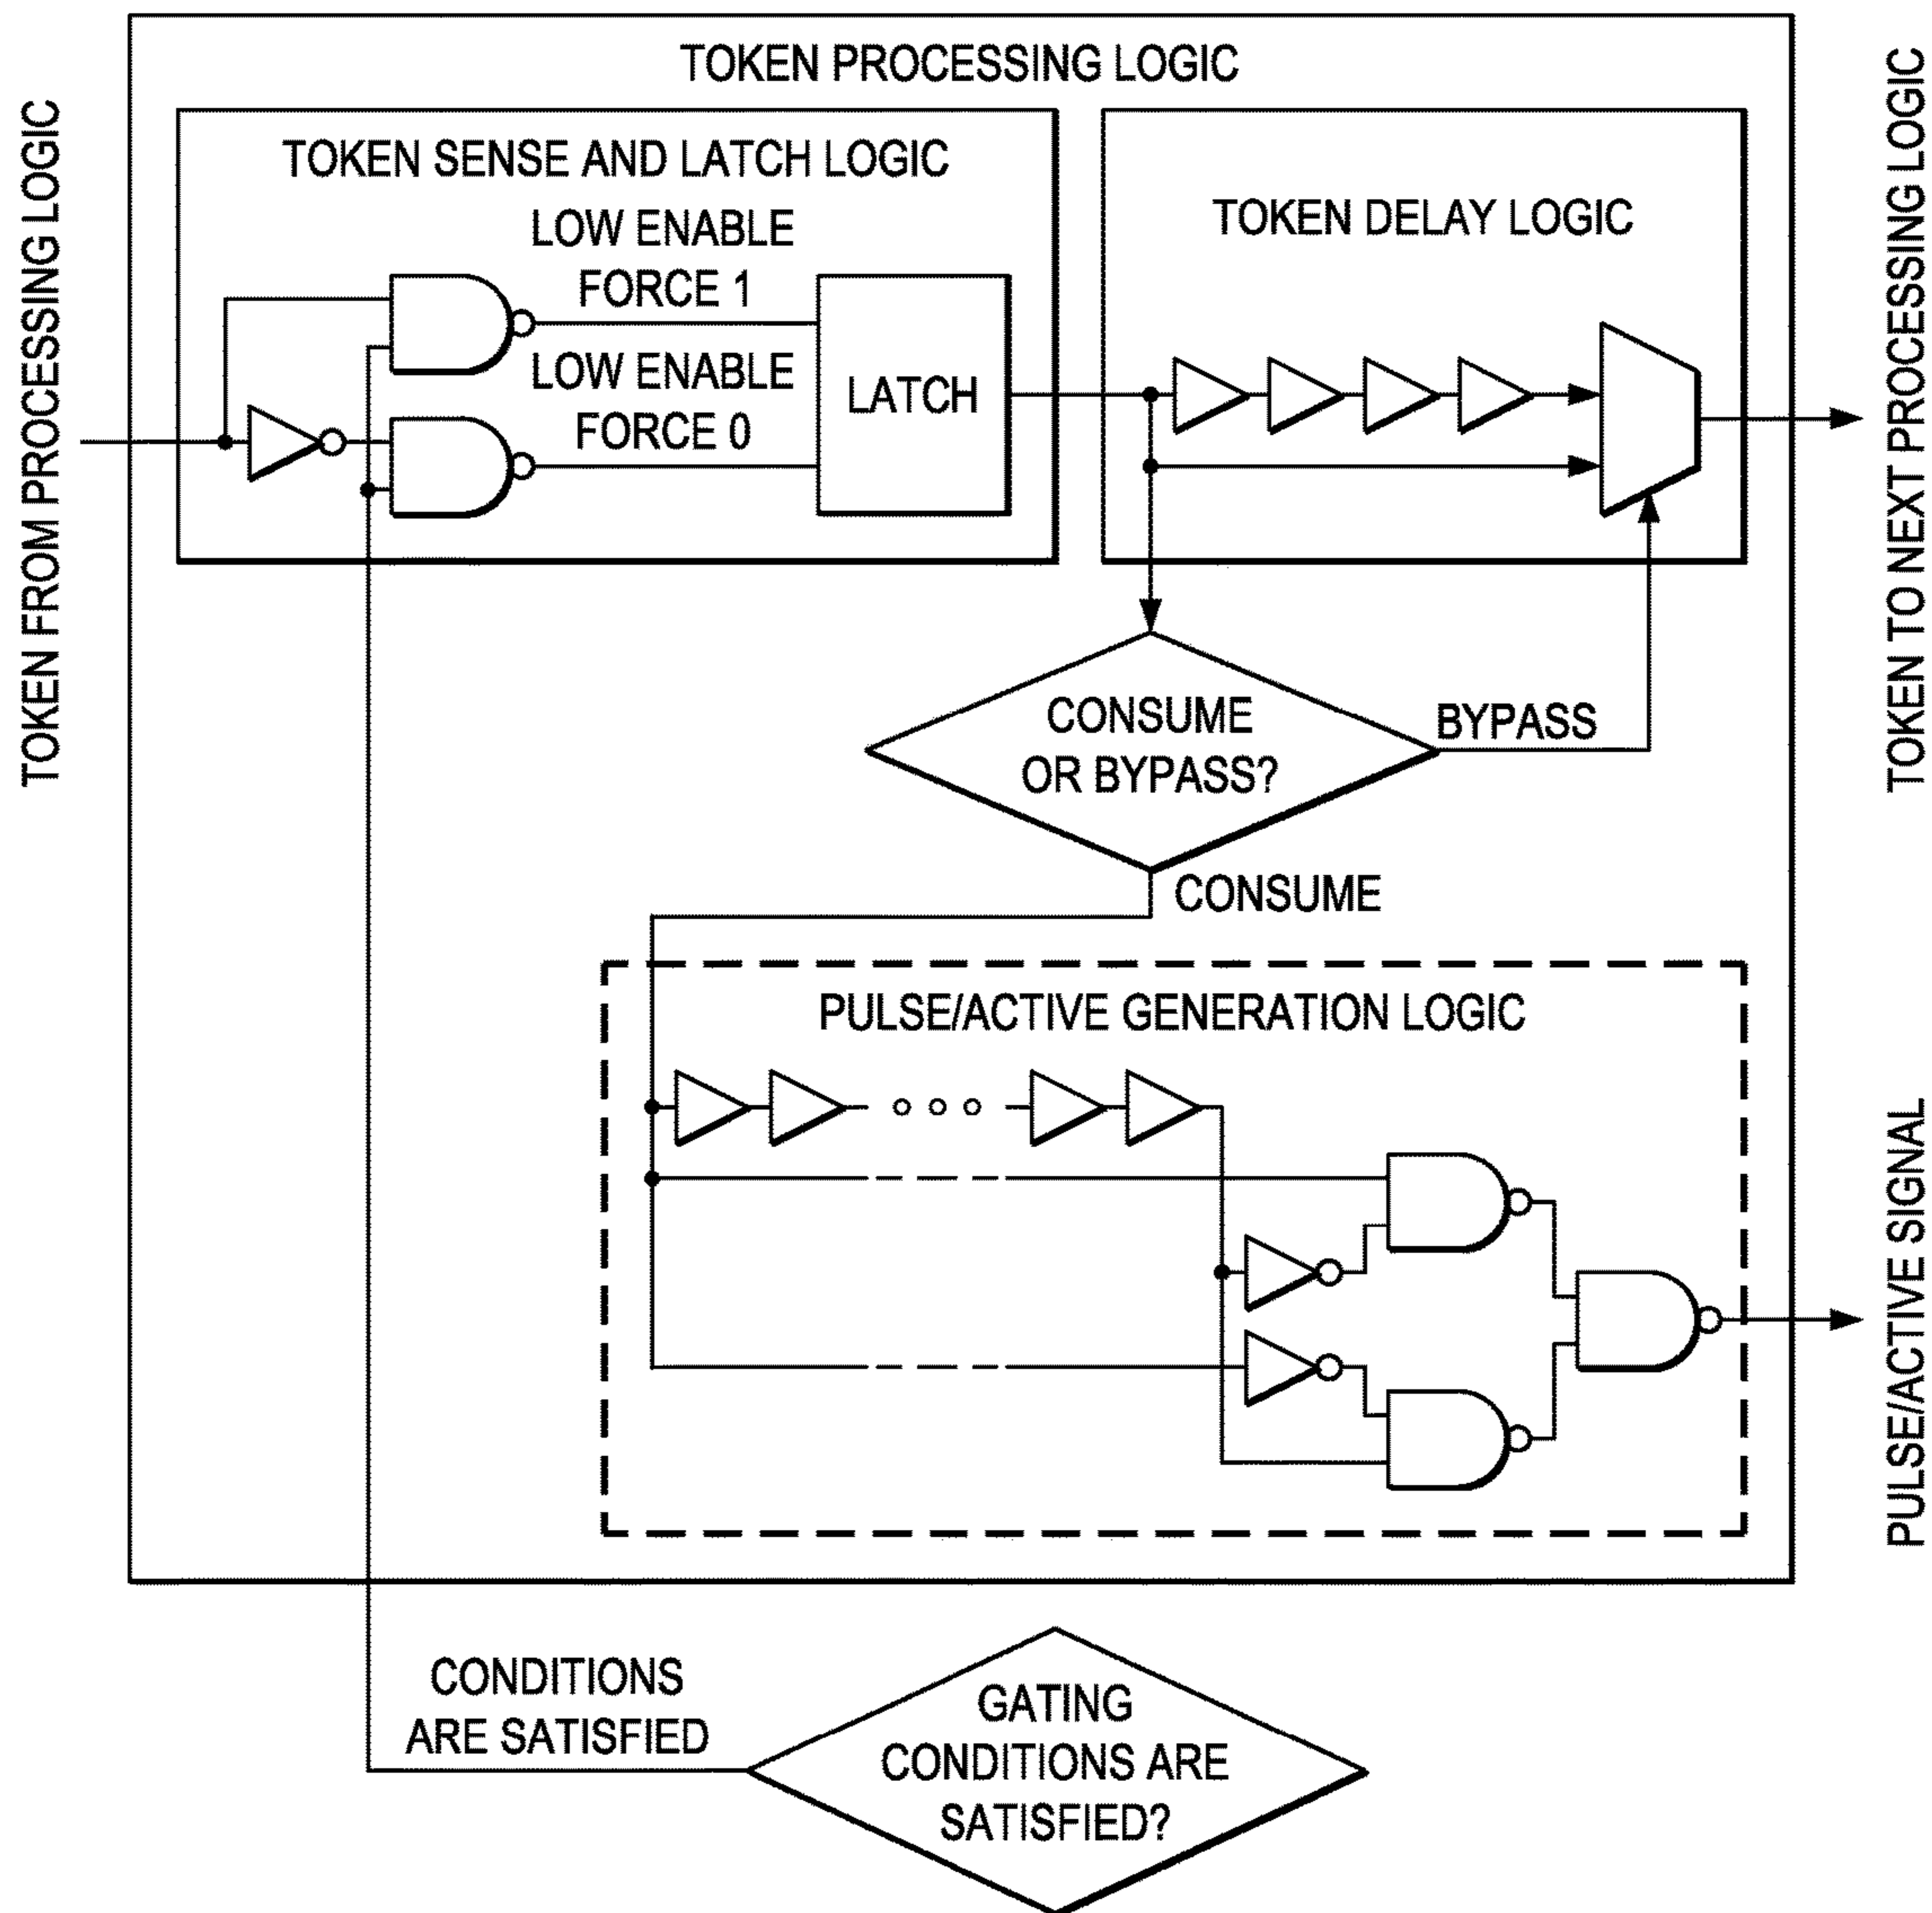 TOKEN PROCESSING LOGIC
TOKEN FROM PROCESSING LOGIC
TOKEN SENSE AND LATCH LOGIC
LOW ENABLE
FORCE 1
LOW ENABLE
FORCE 0
LATCH
TOKEN DELAY LOGIC
TOKEN TO NEXT PROCESSING LOGIC
CONSUME
OR BYPASS?
BYPASS
CONSUME
PULSE/ACTIVE GENERATION LOGIC
PULSE/ACTIVE SIGNAL
CONDITIONS
ARE SATISFIED
GATING
CONDITIONS ARE
SATISFIED?